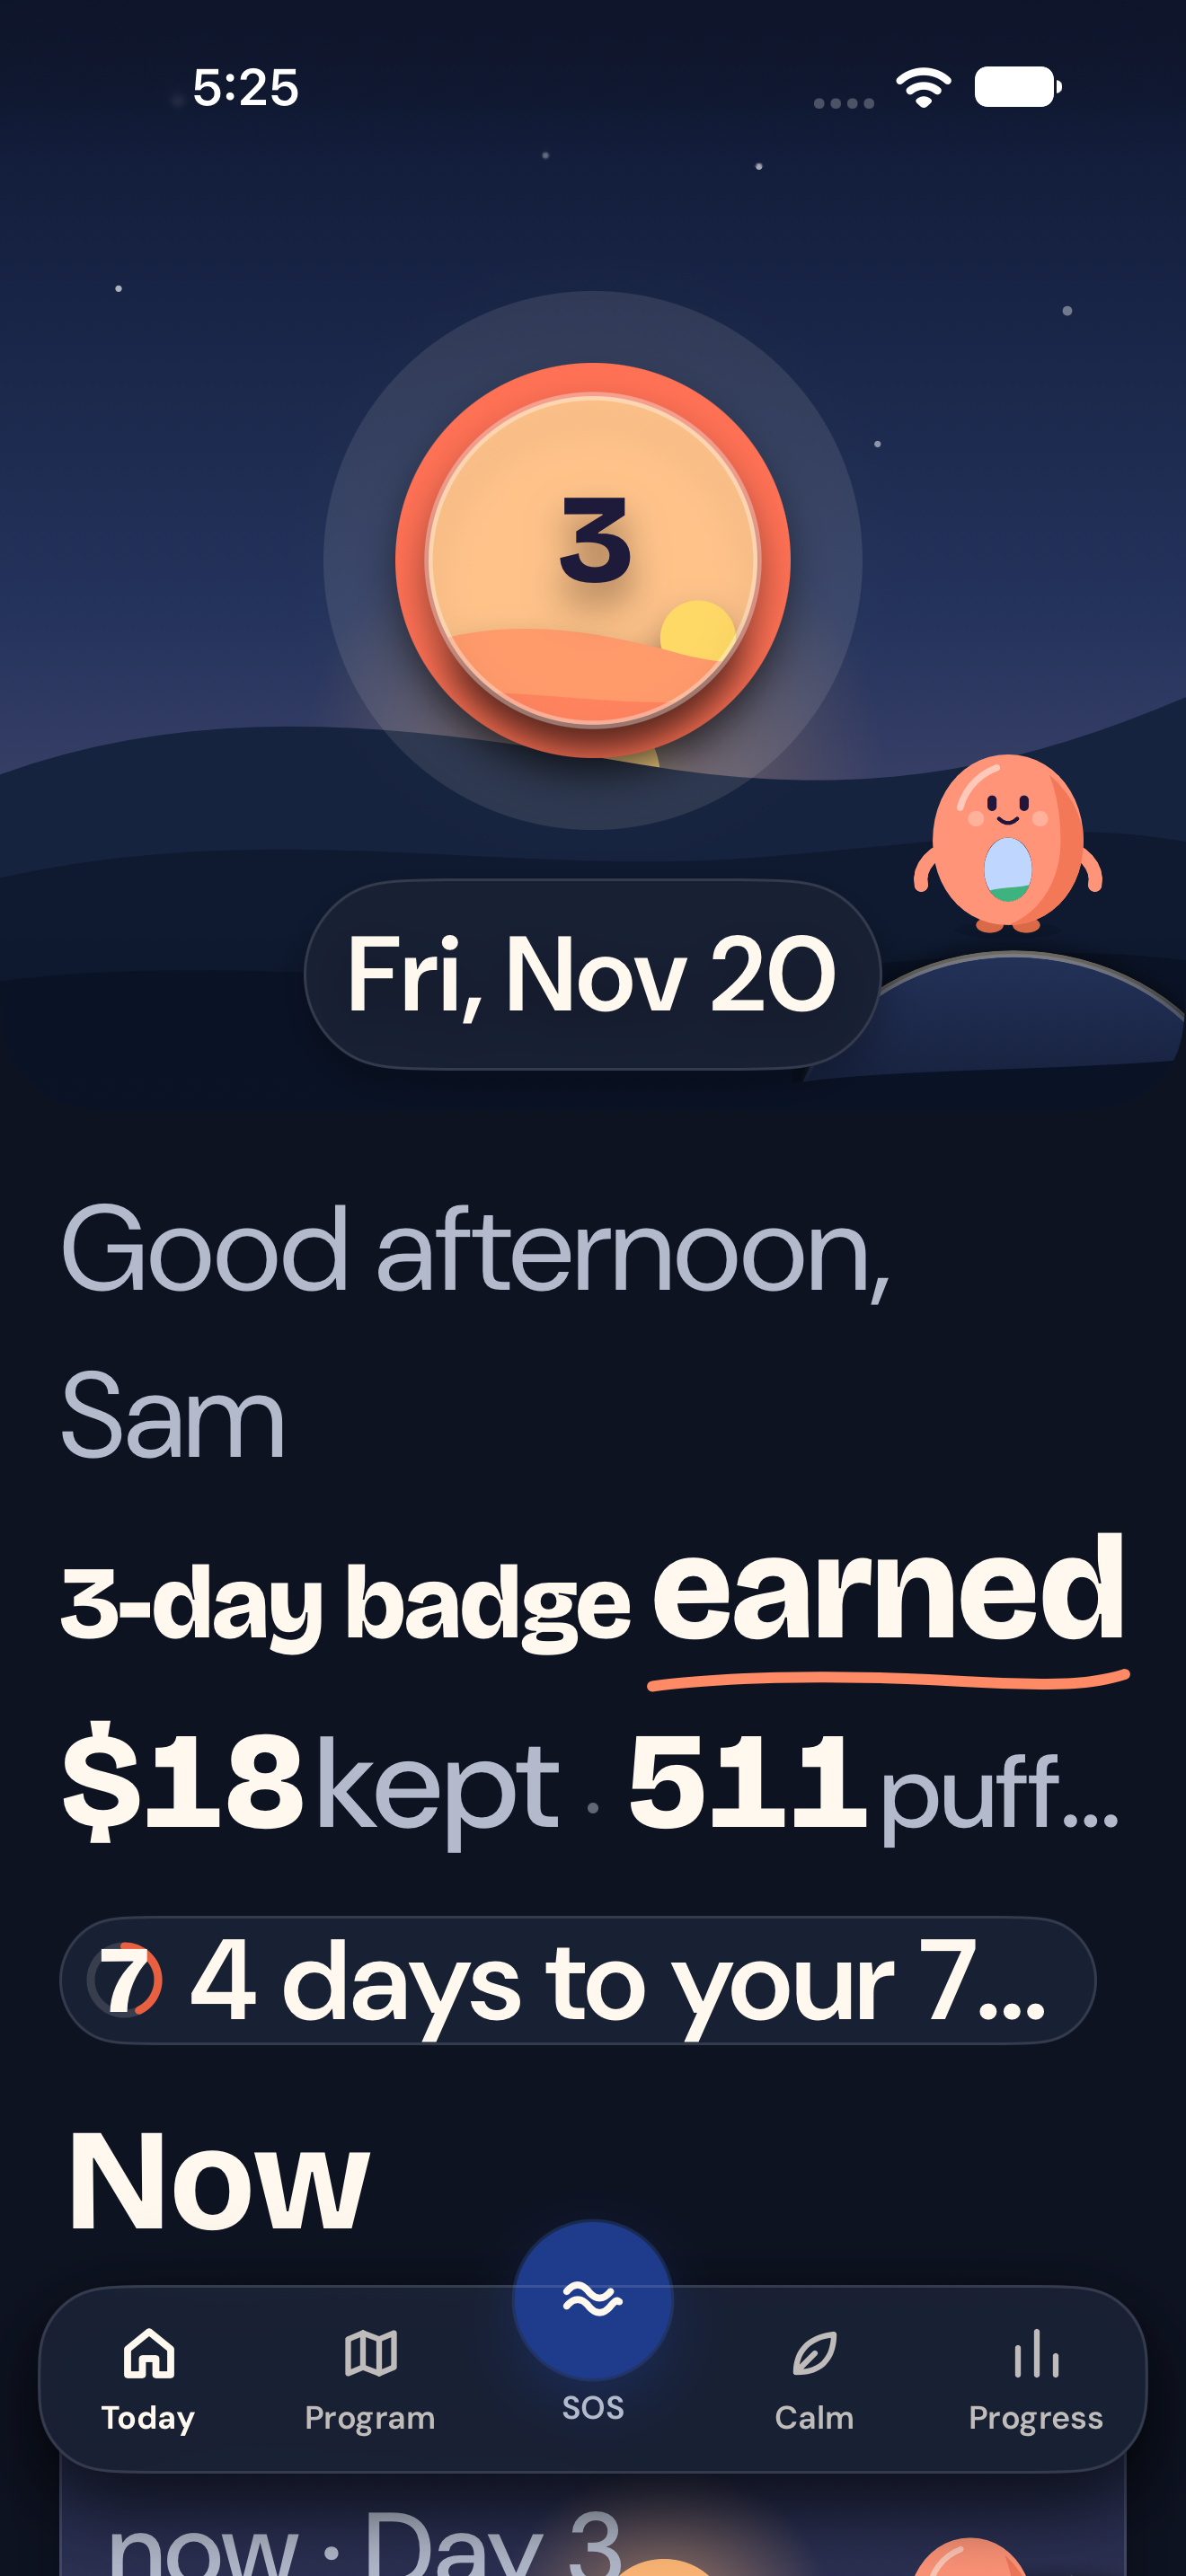 5:25
3
Fri, Nov 20
Good afternoon,
Sam
3-day badge earned
$18 kept · 511 puff...
7 4 days to your 7...
Now
Today
Program
SOS
Calm
Progress
now · Day 3